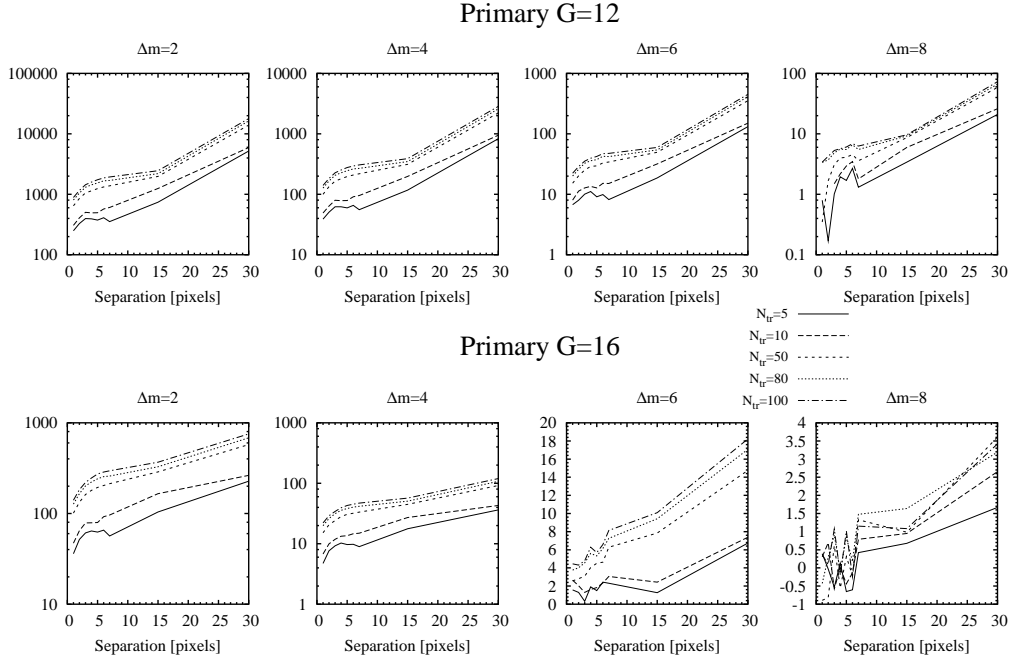 Primary G=12
Δm=2
Δm=4
Δm=6
Δm=8
100000
10000
1000
100
0 5 10 15 20 25 30
Separation [pixels]
10000
1000
100
10
0 5 10 15 20 25 30
Separation [pixels]
1000
100
10
1
0 5 10 15 20 25 30
Separation [pixels]
100
10
1
0.1
0 5 10 15 20 25 30
Separation [pixels]
N_tr=5
N_tr=10
N_tr=50
N_tr=80
N_tr=100
Primary G=16
Δm=2
Δm=4
Δm=6
Δm=8
1000
100
10
0 5 10 15 20 25 30
Separation [pixels]
1000
100
10
1
0 5 10 15 20 25 30
Separation [pixels]
20
18
16
14
12
10
8
6
4
2
0
0 5 10 15 20 25 30
Separation [pixels]
4
3.5
3
2.5
2
1.5
1
0.5
0
-0.5
-1
0 5 10 15 20 25 30
Separation [pixels]